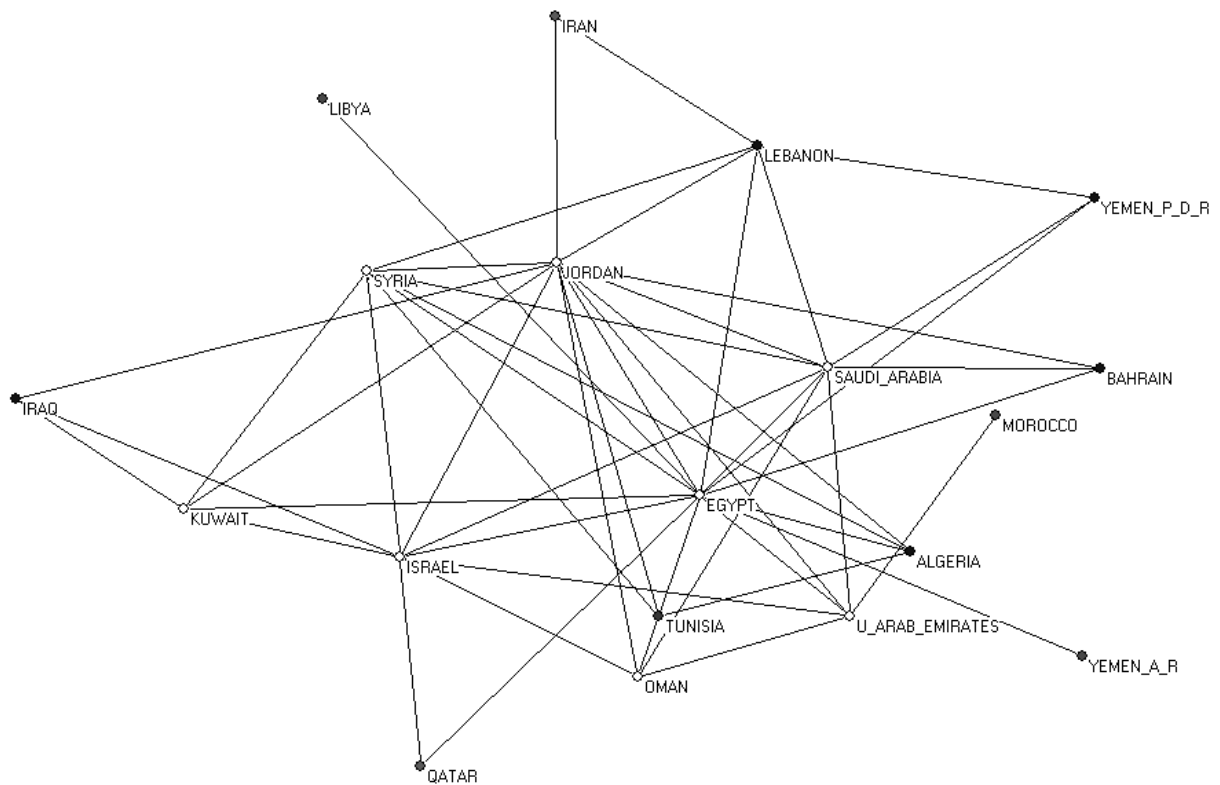 IRAN
LIBYA
LEBANON
YEMEN_P_D_R
SYRIA
JORDAN
SAUDI_ARABIA
BAHRAIN
IRAQ
MOROCCO
EGYPT
KUWAIT
ISRAEL
ALGERIA
TUNISIA
U_ARAB_EMIRATES
YEMEN_A_R
OMAN
QATAR